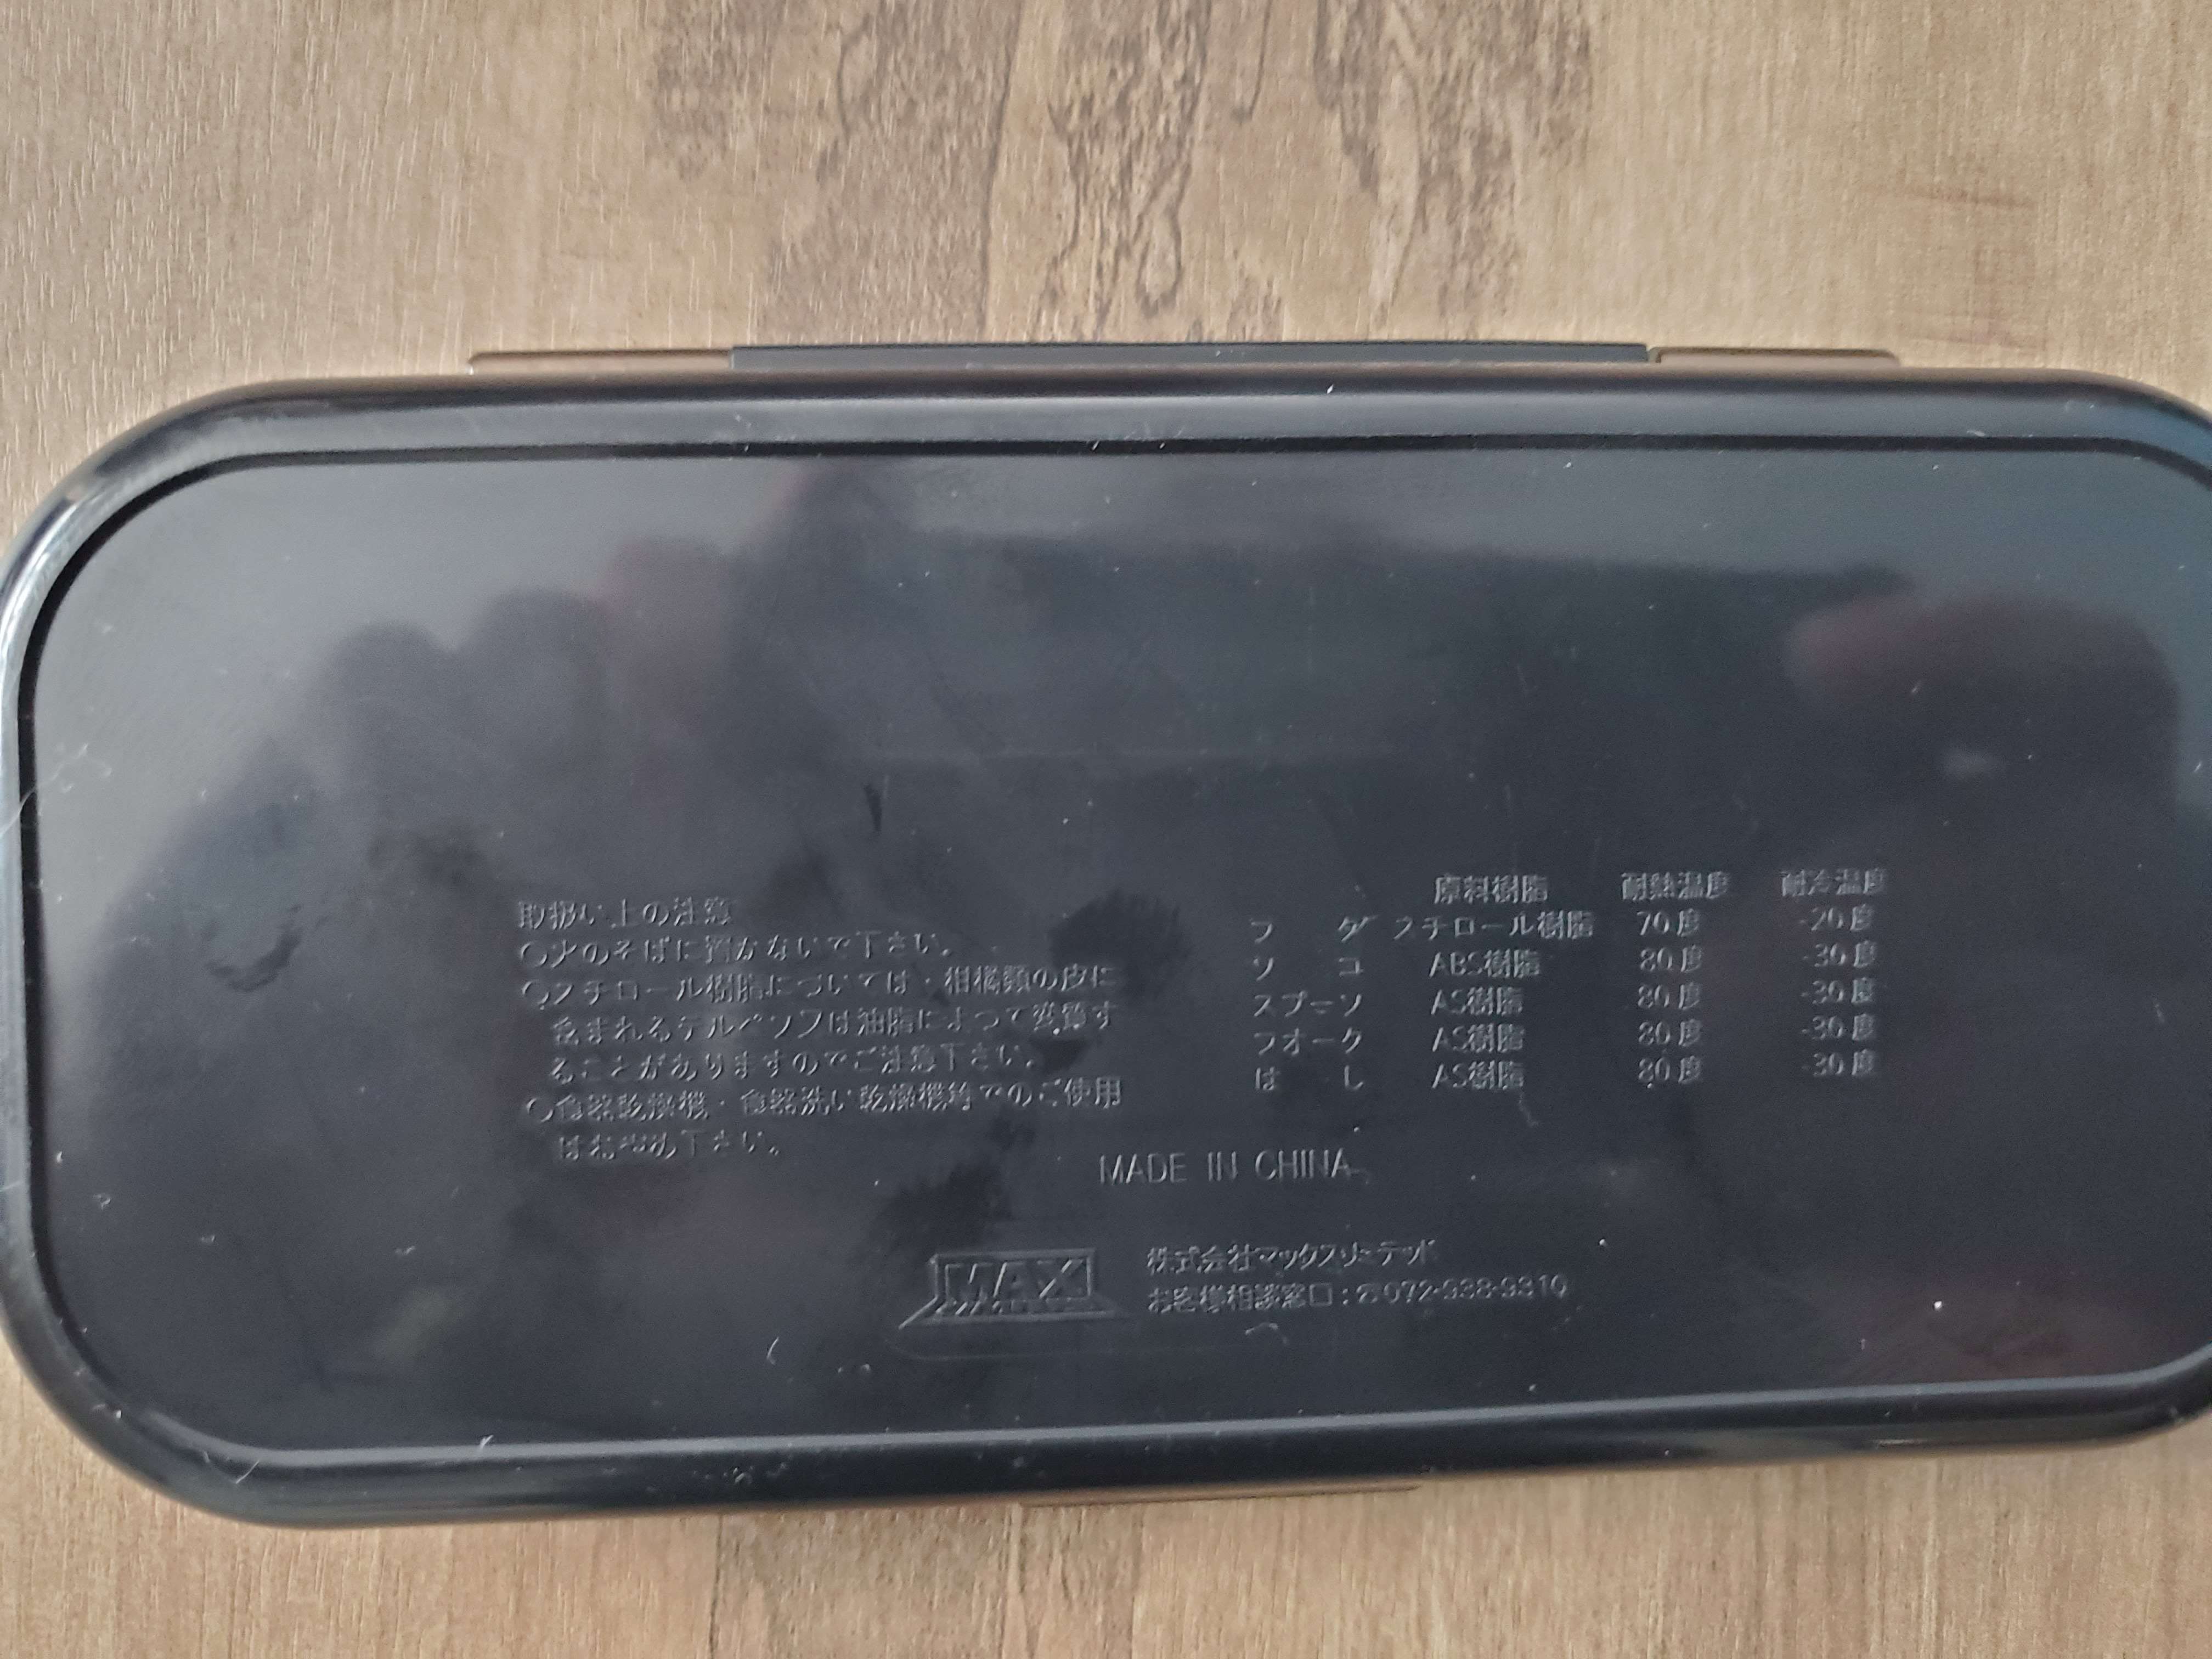 取扱い上の注意
○火のそばに置かないで下さい。
○スチロール樹脂については・柑橘類の皮に
含まれるテルペン又は油脂によって変質す
ることがありますのでご注意下さい。
○食器乾燥機・食器洗い乾燥機等でのご使用
はおやめ下さい。
原料樹脂 耐熱温度 耐冷温度
フタ スチロール樹脂 70度 -20度
ソコ ABS樹脂 80度 -30度
スプーン AS樹脂 80度 -30度
フオーク AS樹脂 80度 -30度
はし AS樹脂 80度 -30度
MADE IN CHINA
MAX
株式会社マックスリミテッド
お客様相談窓口:☎072-938-9310